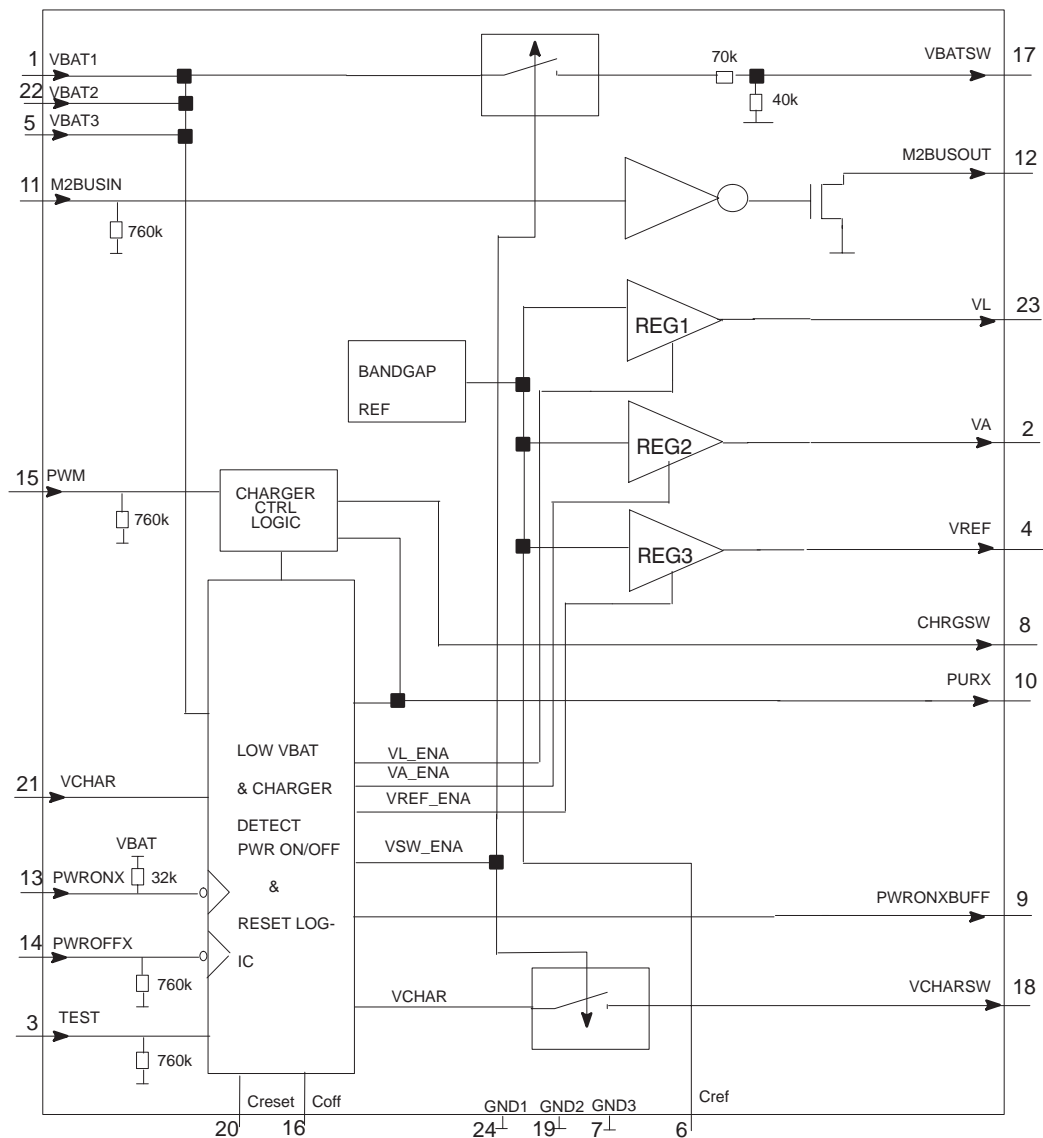 1 VBAT1
22 VBAT2
5 VBAT3
70k
VBATSW 17
40k
11 M2BUSIN
760k
M2BUSOUT 12
REG1
VL 23
BANDGAP
REF
REG2
VA 2
15 PWM
760k
CHARGER
CTRL
LOGIC
REG3
VREF 4
CHRGSW 8
PURX 10
LOW VBAT
& CHARGER
DETECT
PWR ON/OFF
&
RESET LOG-
IC
VL_ENA
VA_ENA
VREF_ENA
VSW_ENA
21 VCHAR
VBAT
32k
13 PWRONX
PWRONXBUFF 9
14 PWROFFX
760k
VCHAR
VCHARSW 18
3 TEST
760k
Creset
20
Coff
16
GND1
24
GND2
19
GND3
7
Cref
6